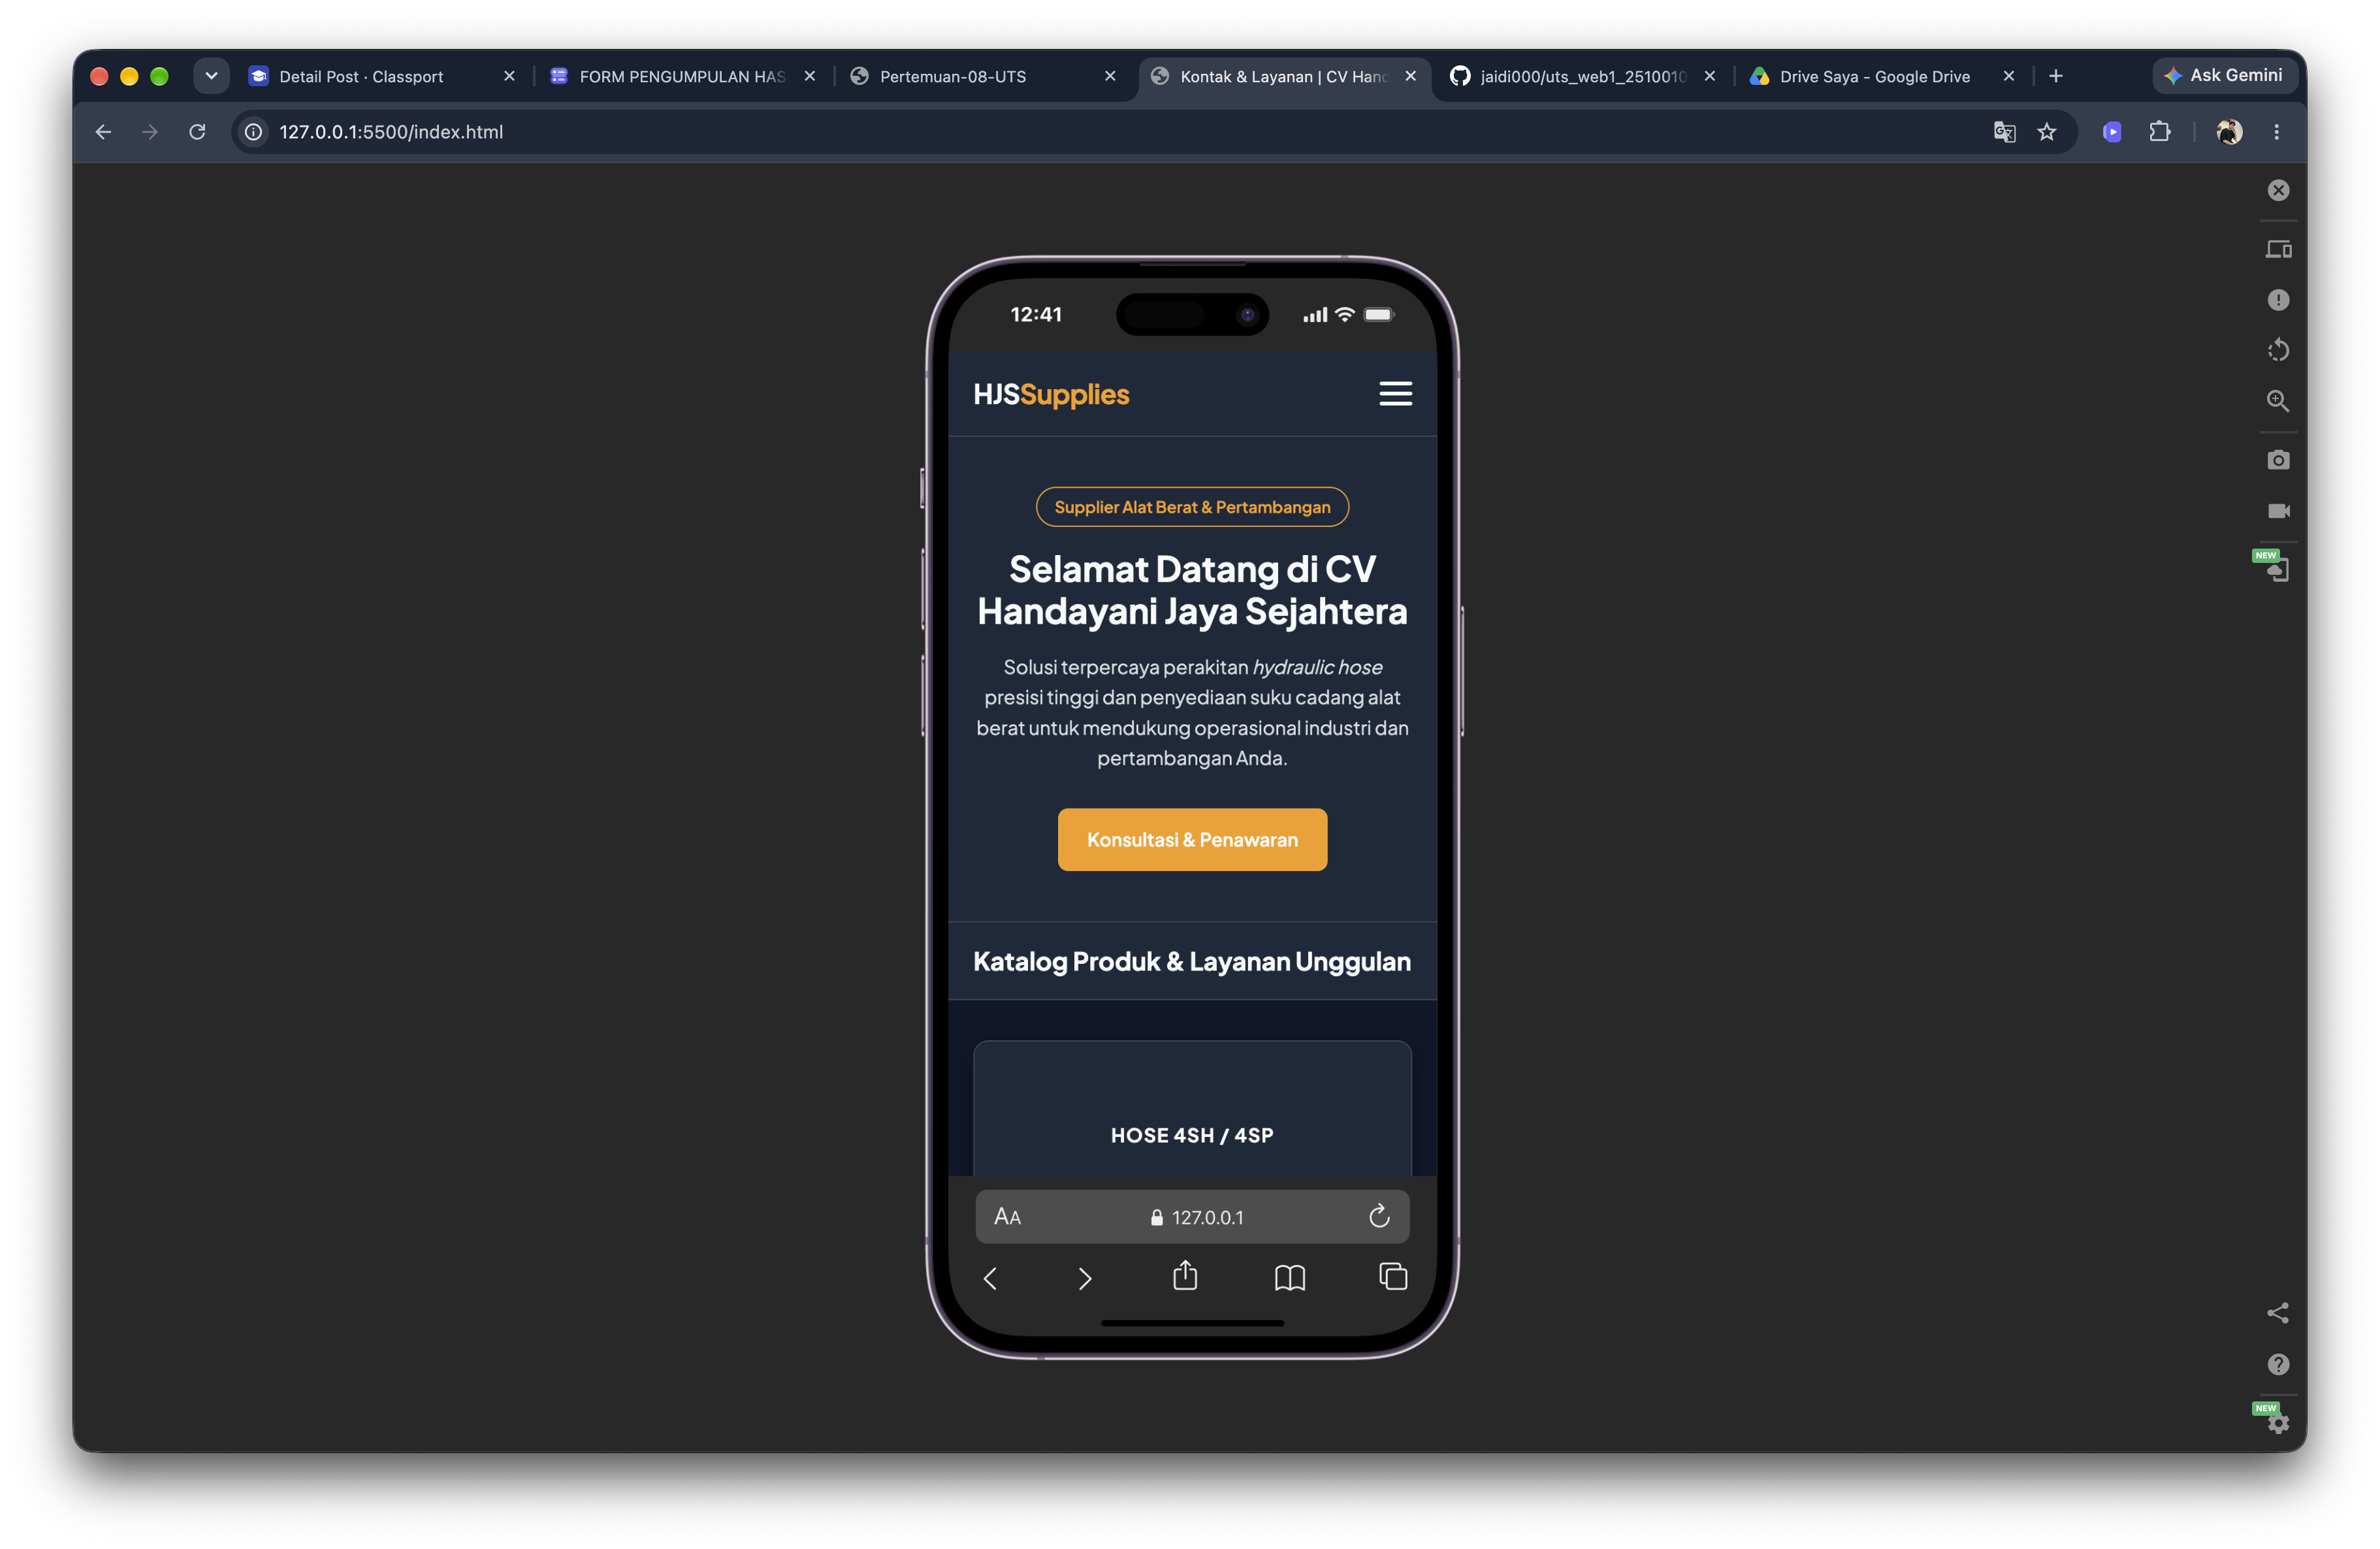 Detail Post · Classport
FORM PENGUMPULAN HAS
Pertemuan-08-UTS
Kontak & Layanan | CV Hand
jaidi000/uts_web1_2510010
Drive Saya - Google Drive
Ask Gemini
127.0.0.1:5500/index.html
12:41
HJSSupplies
Supplier Alat Berat & Pertambangan
Selamat Datang di CV
Handayani Jaya Sejahtera
Solusi terpercaya perakitan hydraulic hose
presisi tinggi dan penyediaan suku cadang alat
berat untuk mendukung operasional industri dan
pertambangan Anda.
Konsultasi & Penawaran
Katalog Produk & Layanan Unggulan
HOSE 4SH / 4SP
AA
127.0.0.1
NEW
NEW